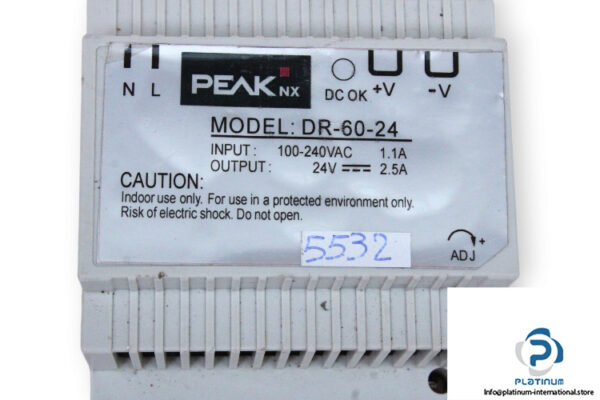 N L
PEAK NX
DC OK
+V
-V
MODEL: DR-60-24
INPUT: 100-240VAC 1.1A
OUTPUT: 24V 2.5A
CAUTION:
Indoor use only. For use in a protected environment only.
Risk of electric shock. Do not open.
5532
+
ADJ
PLATINUM
Info@platinum-international.store